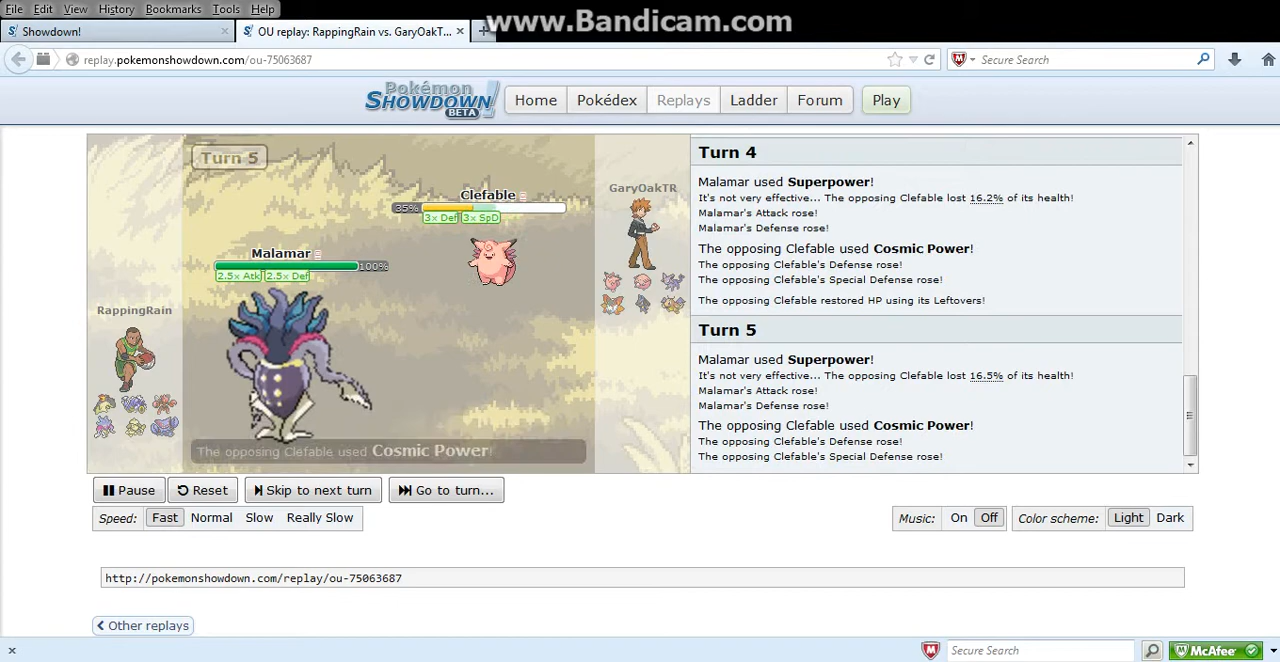 File Edit View History Bookmarks Tools Help
www.Bandicam.com
Showdown! ×
OU replay: RappingRain vs. GaryOakT... × +
replay.pokemonshowdown.com/ou-75063687
Secure Search
Pokémon
Showdown!
BETA
Home Pokédex Replays Ladder Forum Play
Turn 5
Clefable
35%
3× Def 3× SpD
Malamar
100%
2.5× Atk 2.5× Def
RappingRain
GaryOakTR
The opposing Clefable used Cosmic Power!
Turn 4
Malamar used Superpower!
It's not very effective... The opposing Clefable lost 16.2% of its health!
Malamar's Attack rose!
Malamar's Defense rose!
The opposing Clefable used Cosmic Power!
The opposing Clefable's Defense rose!
The opposing Clefable's Special Defense rose!
The opposing Clefable restored HP using its Leftovers!
Turn 5
Malamar used Superpower!
It's not very effective... The opposing Clefable lost 16.5% of its health!
Malamar's Attack rose!
Malamar's Defense rose!
The opposing Clefable used Cosmic Power!
The opposing Clefable's Defense rose!
The opposing Clefable's Special Defense rose!
Pause Reset Skip to next turn Go to turn...
Speed: Fast Normal Slow Really Slow
Music: On Off Color scheme: Light Dark
http://pokemonshowdown.com/replay/ou-75063687
Other replays
× Secure Search McAfee